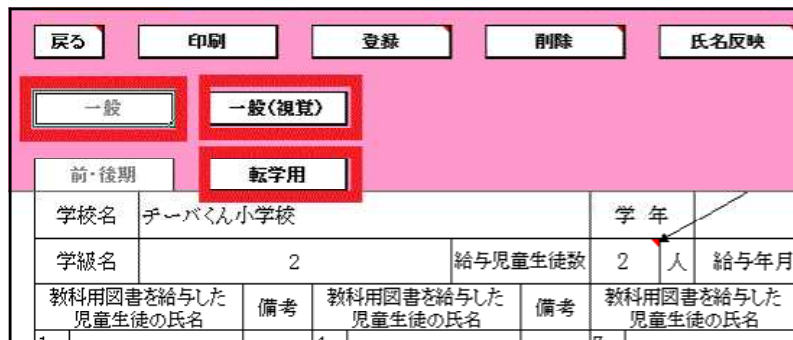 戻る 印刷 登録 削除 氏名反映
一般 一般(視覚)
前・後期 転学用
学校名 チーバくん小学校 学 年
学級名 2 給与児童生徒数 2 人 給与年月
教科用図書を給与した 備考 教科用図書を給与した 備考 教科用図書を給与した
児童生徒の氏名 児童生徒の氏名 児童生徒の氏名